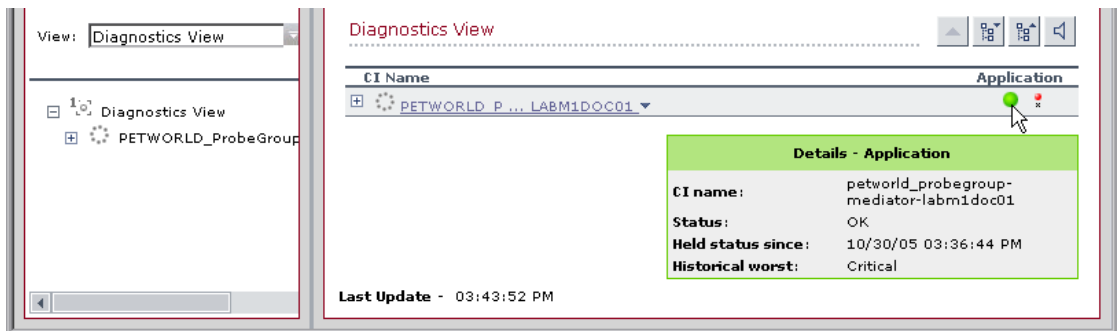 View: Diagnostics View
1 Diagnostics View
PETWORLD_ProbeGroup
Diagnostics View
CI Name Application
PETWORLD_P ... LABM1DOC01
Details - Application
CI name: petworld_probegroup-
mediator-labm1doc01
Status: OK
Held status since: 10/30/05 03:36:44 PM
Historical worst: Critical
Last Update - 03:43:52 PM